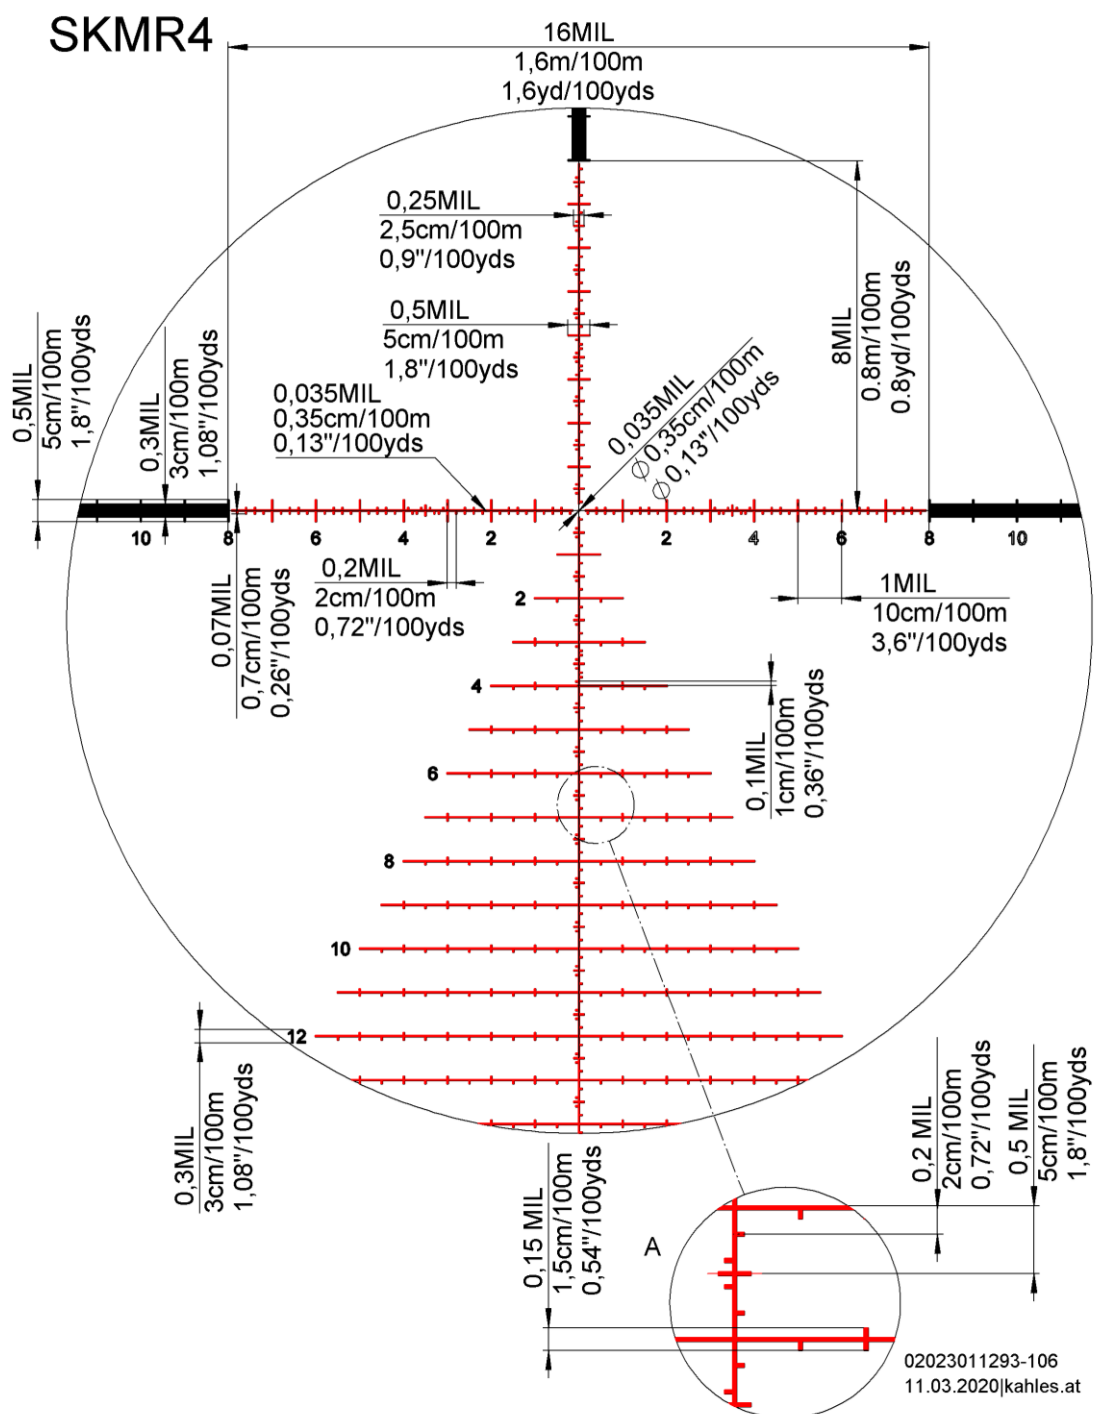 SKMR4
16MIL
1,6m/100m
1,6yd/100yds
0,25MIL
2,5cm/100m
0,9"/100yds
0,5MIL
5cm/100m
1,8"/100yds
8MIL
0.8m/100m
0.8yd/100yds
0,035MIL
0,35cm/100m
0,13"/100yds
0,035MIL
∅ 0,35cm/100m
∅ 0,13"/100yds
0,5MIL
5cm/100m
1,8"/100yds
0,3MIL
3cm/100m
1,08"/100yds
10 8 6 4 2 2 4 6 8 10
0,07MIL
0,7cm/100m
0,26"/100yds
0,2MIL
2cm/100m
0,72"/100yds
1MIL
10cm/100m
3,6"/100yds
2
4
0,1MIL
1cm/100m
0,36"/100yds
6
8
10
12
0,3MIL
3cm/100m
1,08"/100yds
0,15 MIL
1,5cm/100m
0,54"/100yds
A
0,2 MIL
2cm/100m
0,72"/100yds
0,5 MIL
5cm/100m
1,8"/100yds
02023011293-106
11.03.2020|kahles.at